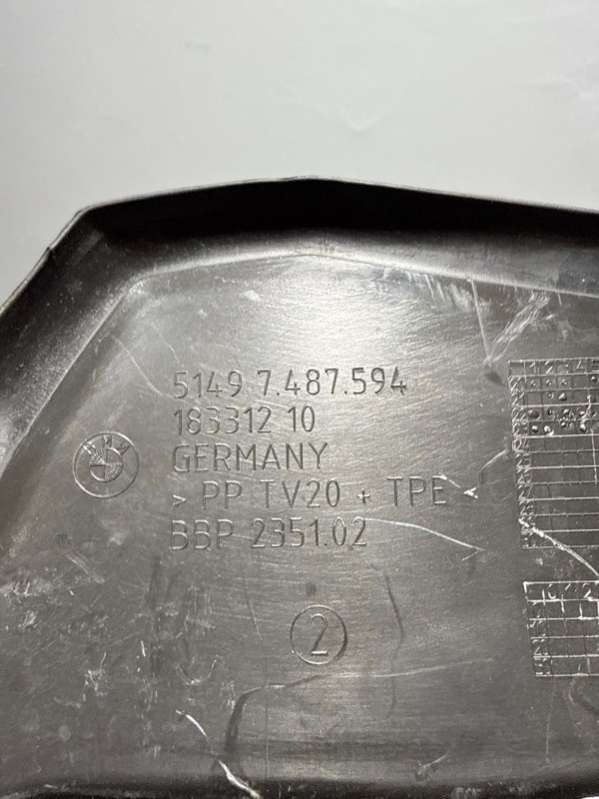 5149 7.487.594
183312 10
GERMANY
> PP TV20 + TPE <
BBP 2351.02
2